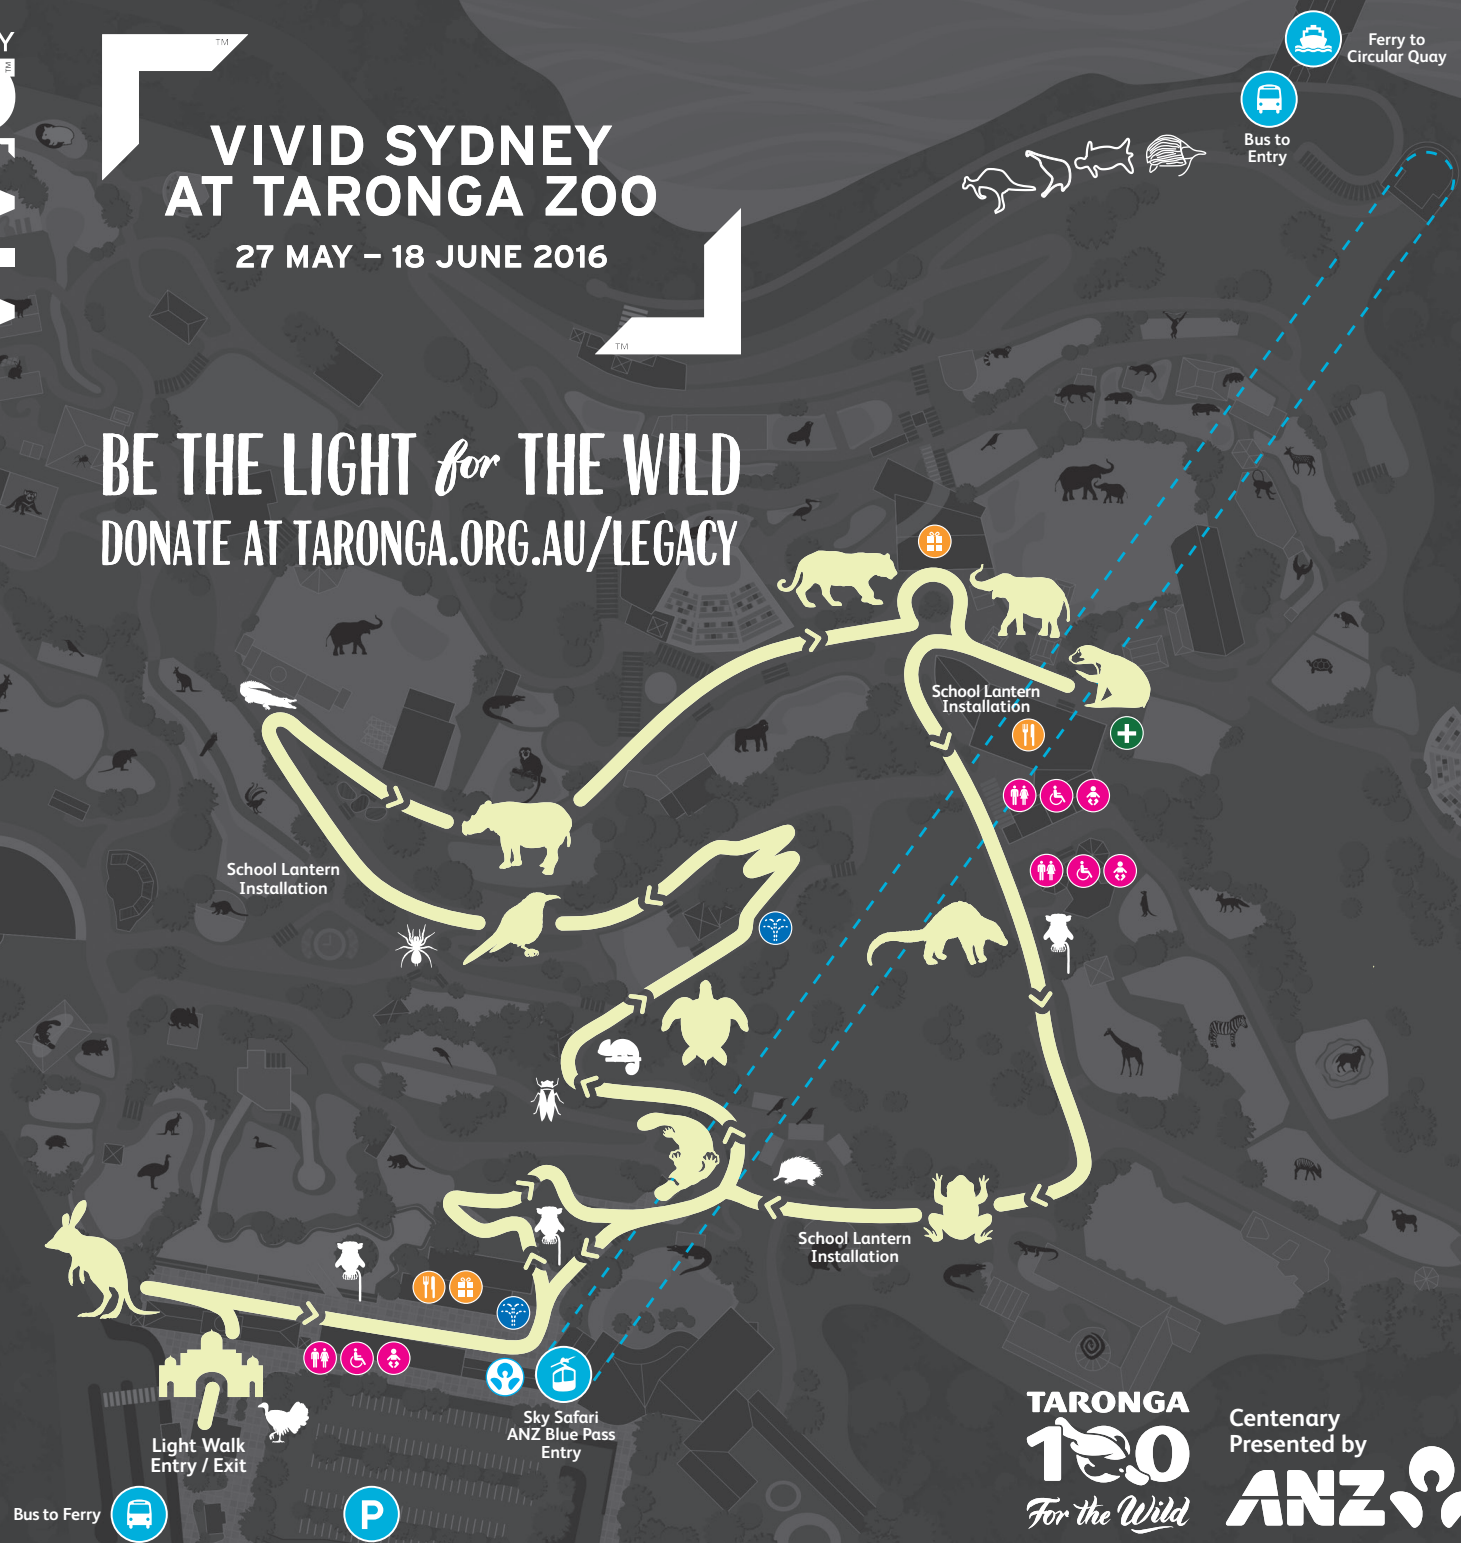 Ferry to
Circular Quay
Bus to
Entry
TM
VIVID SYDNEY
AT TARONGA ZOO
27 MAY – 18 JUNE 2016
TM
BE THE LIGHT for THE WILD
DONATE AT TARONGA.ORG.AU/LEGACY
School Lantern
Installation
School Lantern
Installation
School Lantern
Installation
Sky Safari
ANZ Blue Pass
Entry
Light Walk
Entry / Exit
Bus to Ferry
P
TARONGA
100
For the Wild
Centenary
Presented by
ANZ